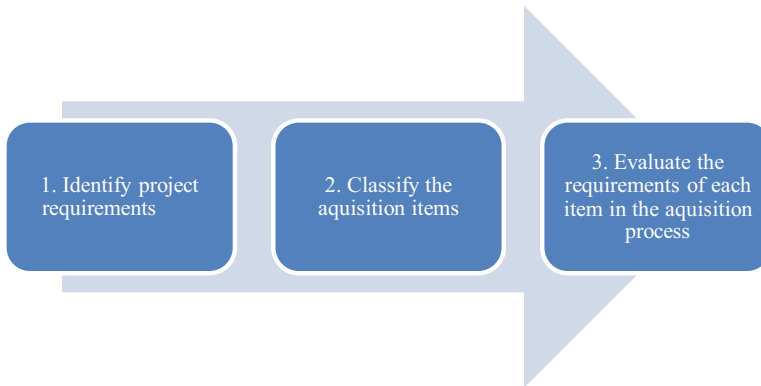 1. Identify project
requirements
2. Classify the
aquisition items
3. Evaluate the
requirements of each
item in the aquisition
process